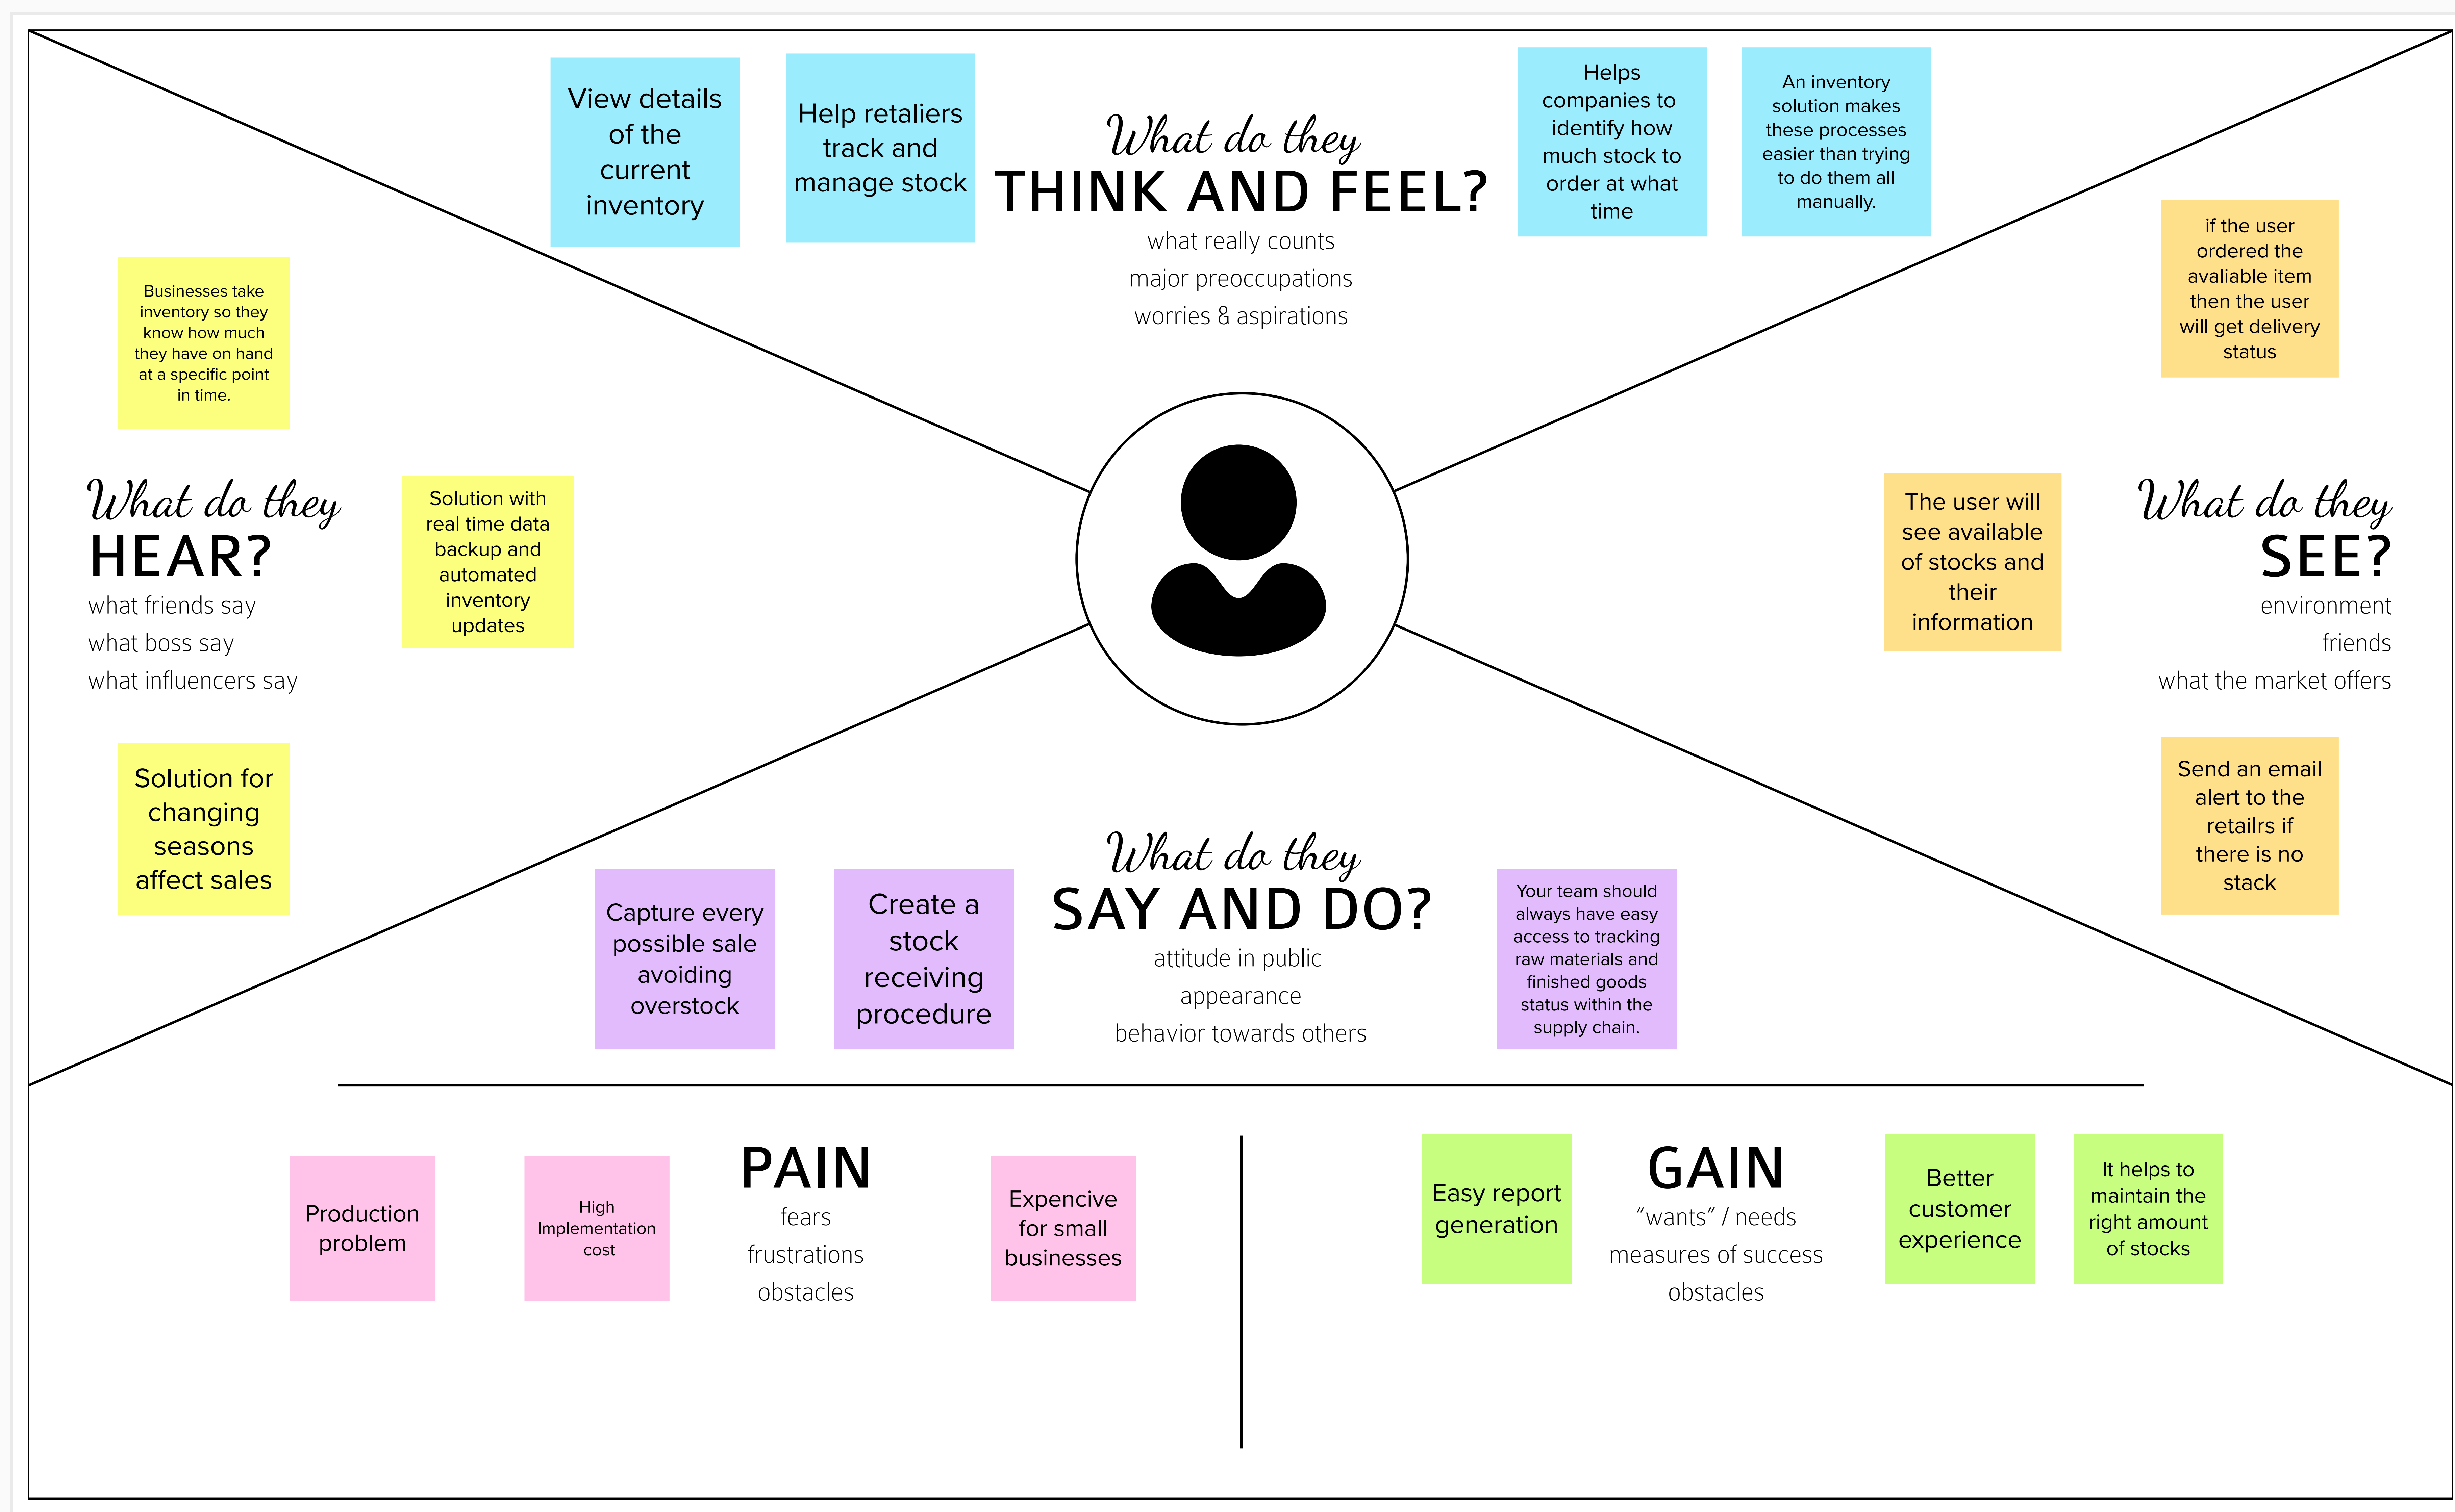 View details
of the
current
inventory
Help retaliers
track and
manage stock
What do they
THINK AND FEEL?
what really counts
major preoccupations
worries & aspirations
Helps
companies to
identify how
much stock to
order at what
time
An inventory
solution makes
these processes
easier than trying
to do them all
manually.
Businesses take
inventory so they
know how much
they have on hand
at a specific point
in time.
What do they
HEAR?
what friends say
what boss say
what influencers say
Solution with
real time data
backup and
automated
inventory
updates
Solution for
changing
seasons
affect sales
if the user
ordered the
avaliable item
then the user
will get delivery
status
The user will
see available
of stocks and
their
information
What do they
SEE?
environment
friends
what the market offers
Send an email
alert to the
retailrs if
there is no
stack
Capture every
possible sale
avoiding
overstock
Create a
stock
receiving
procedure
What do they
SAY AND DO?
attitude in public
appearance
behavior towards others
Your team should
always have easy
access to tracking
raw materials and
finished goods
status within the
supply chain.
Production
problem
High
Implementation
cost
PAIN
fears
frustrations
obstacles
Expencive
for small
businesses
Easy report
generation
GAIN
“wants” / needs
measures of success
obstacles
Better
customer
experience
It helps to
maintain the
right amount
of stocks